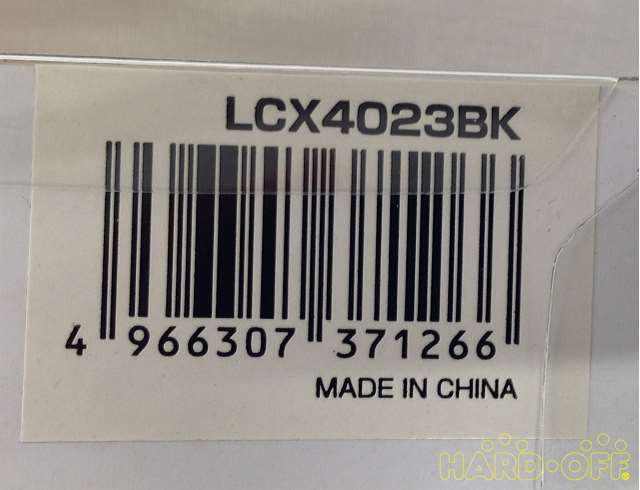 LCX4023BK
4 966307 371266
MADE IN CHINA
HARD·OFF